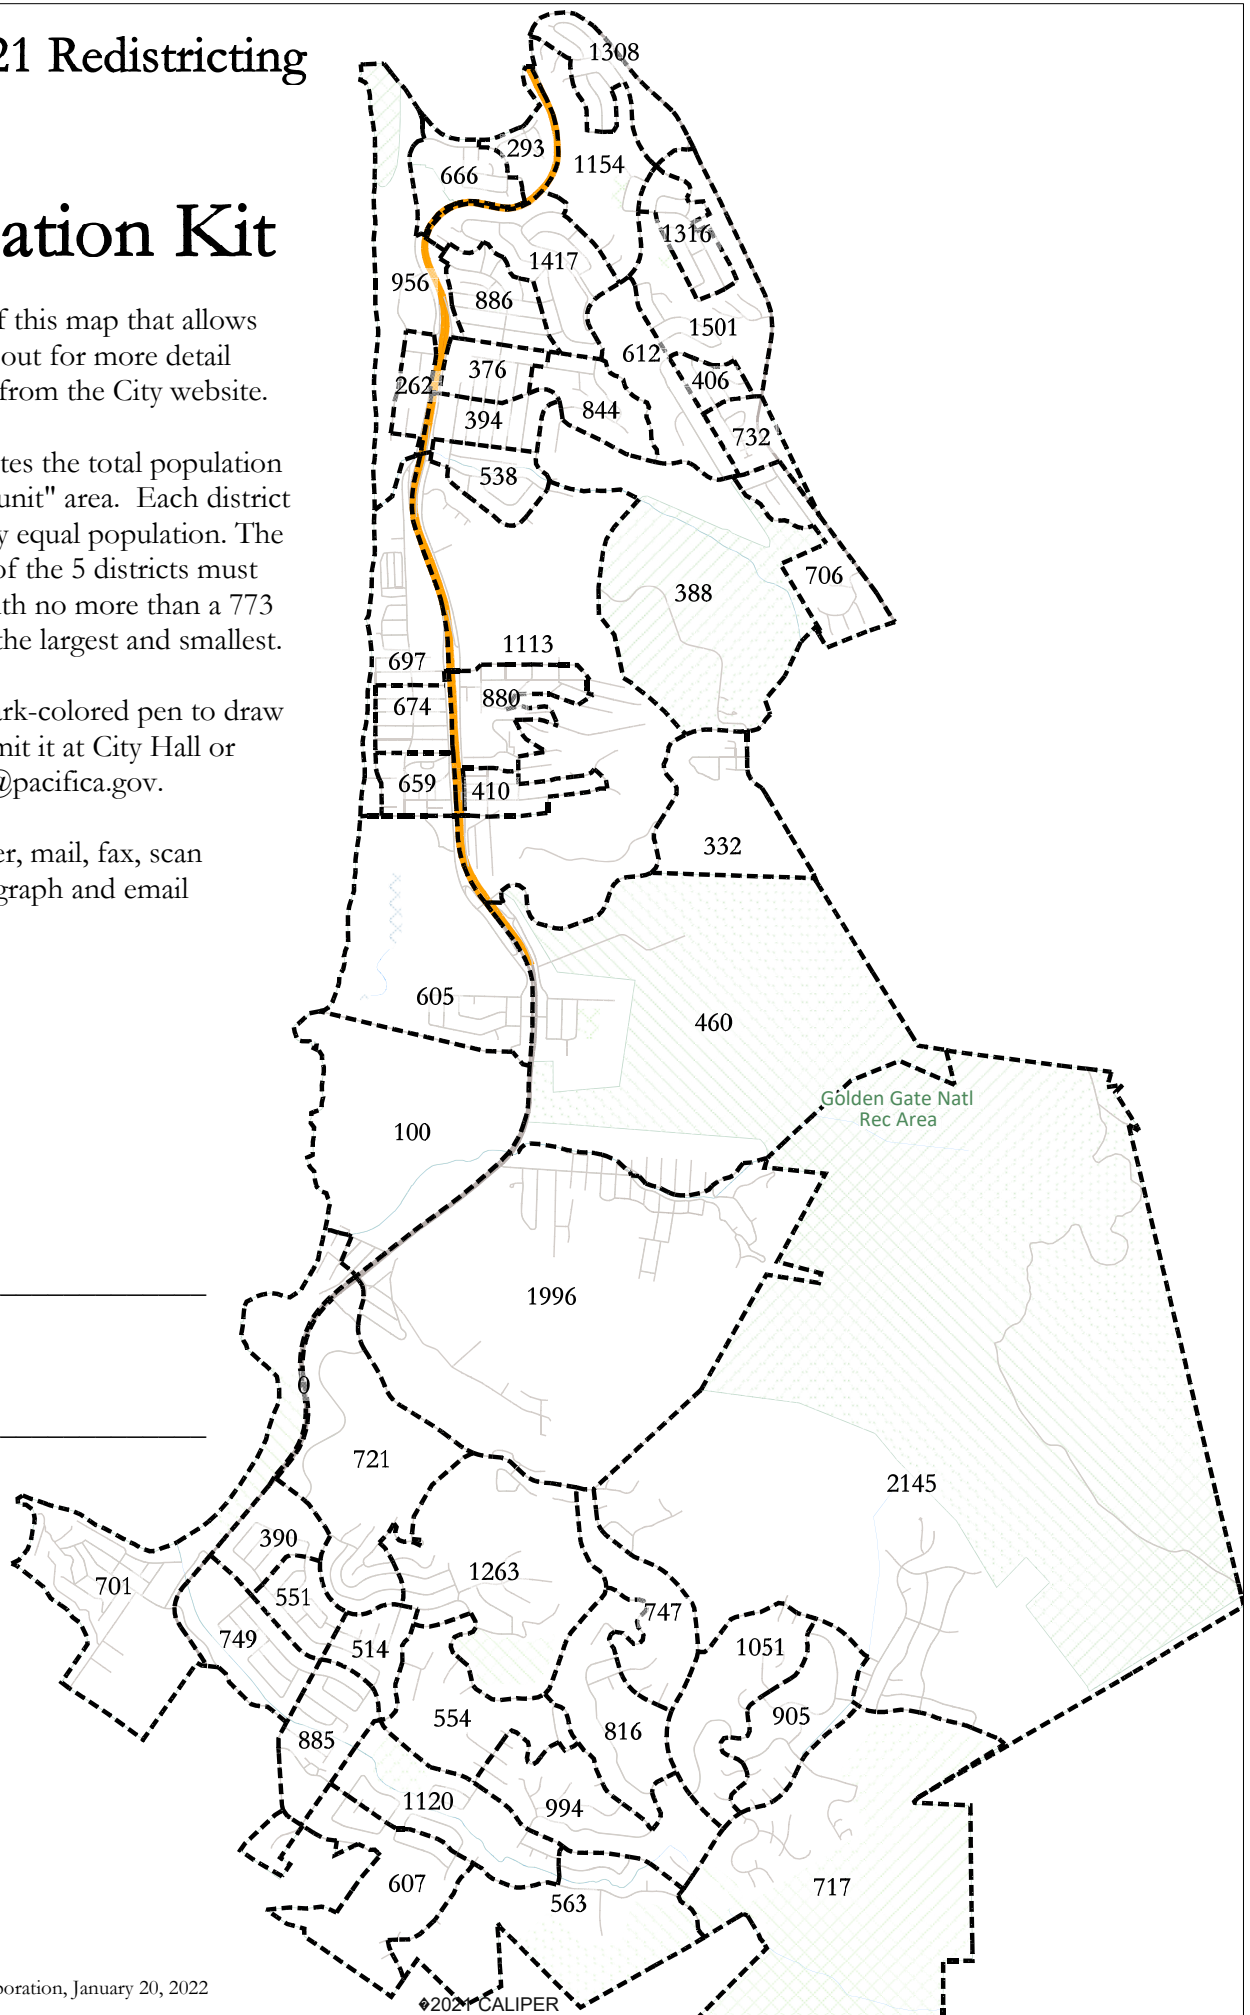 21 Redistricting
ation Kit
f this map that allows
out for more detail
from the City website.
tes the total population
unit" area.  Each district
y equal population. The
of the 5 districts must
th no more than a 773
the largest and smallest.
rk-colored pen to draw
mit it at City Hall or
@pacifica.gov.
er, mail, fax, scan
graph and email
1308
293
1154
666
1316
1417
956
886
1501
612
376
406
262
394
844
732
538
706
388
1113
697
880
674
659
410
332
605
460
Golden Gate Natl
Rec Area
100
1996
0
721
2145
390
1263
701
551
747
749
514
1051
554
905
816
885
1120
994
607
717
563
poration, January 20, 2022
�2021 CALIPER